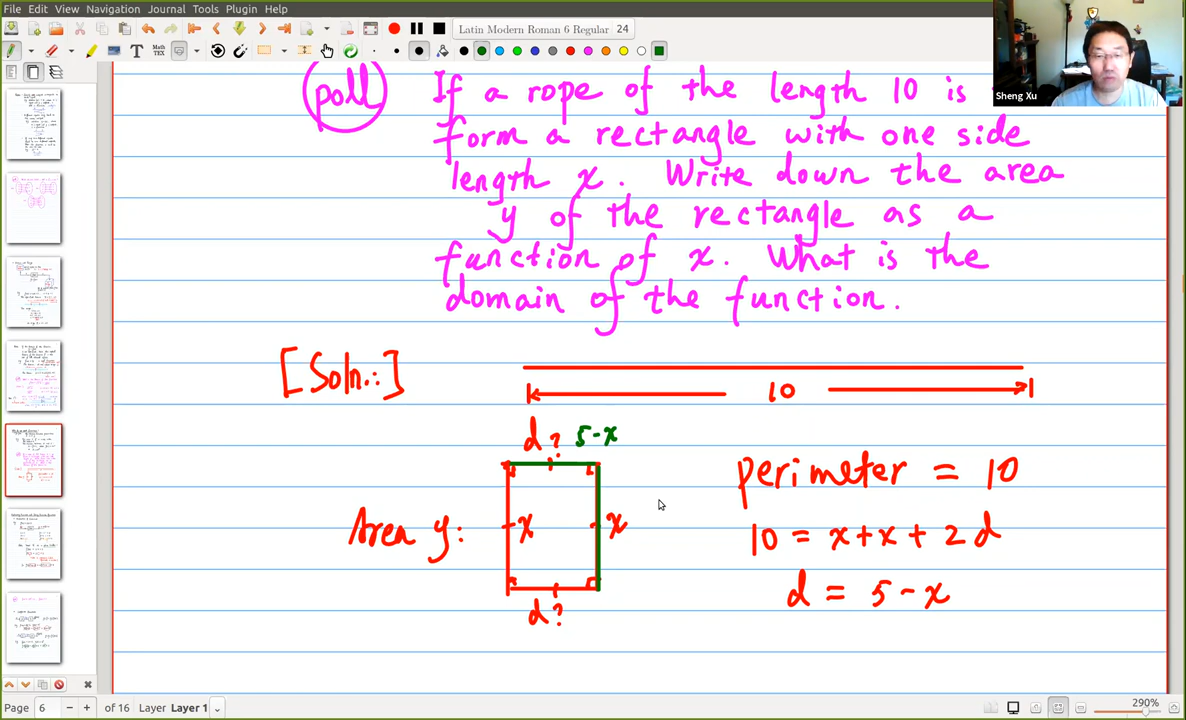 File Edit View Navigation Journal Tools Plugin Help
Latin Modern Roman 6 Regular 24
Math TEX
Sheng Xu
poll
If a rope of the length 10 is
form a rectangle with one side
length x. Write down the area
y of the rectangle as a
function of x. What is the
domain of the function.
[Soln.:]
10
d? 5-x
perimeter = 10
Area y: x x
10 = x+x+2d
d = 5-x
d?
Page 6 of 16 Layer Layer 1 290%